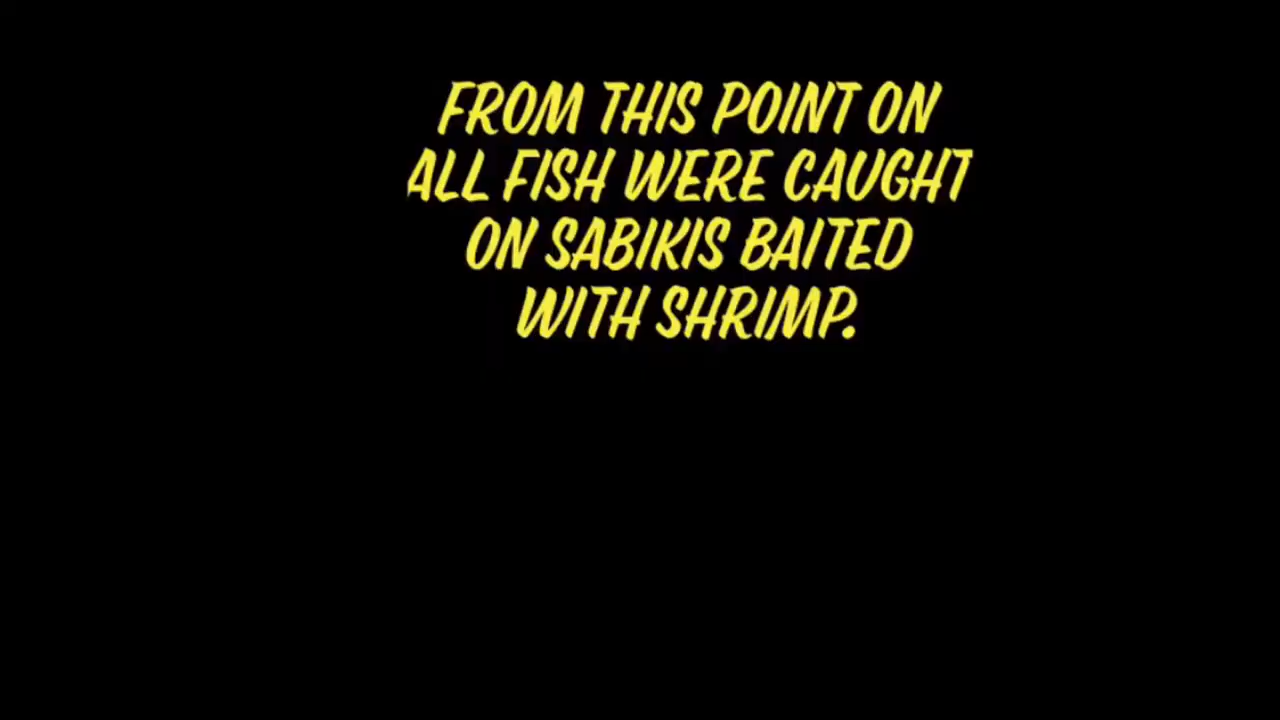 FROM THIS POINT ON
ALL FISH WERE CAUGHT
ON SABIKIS BAITED
WITH SHRIMP.